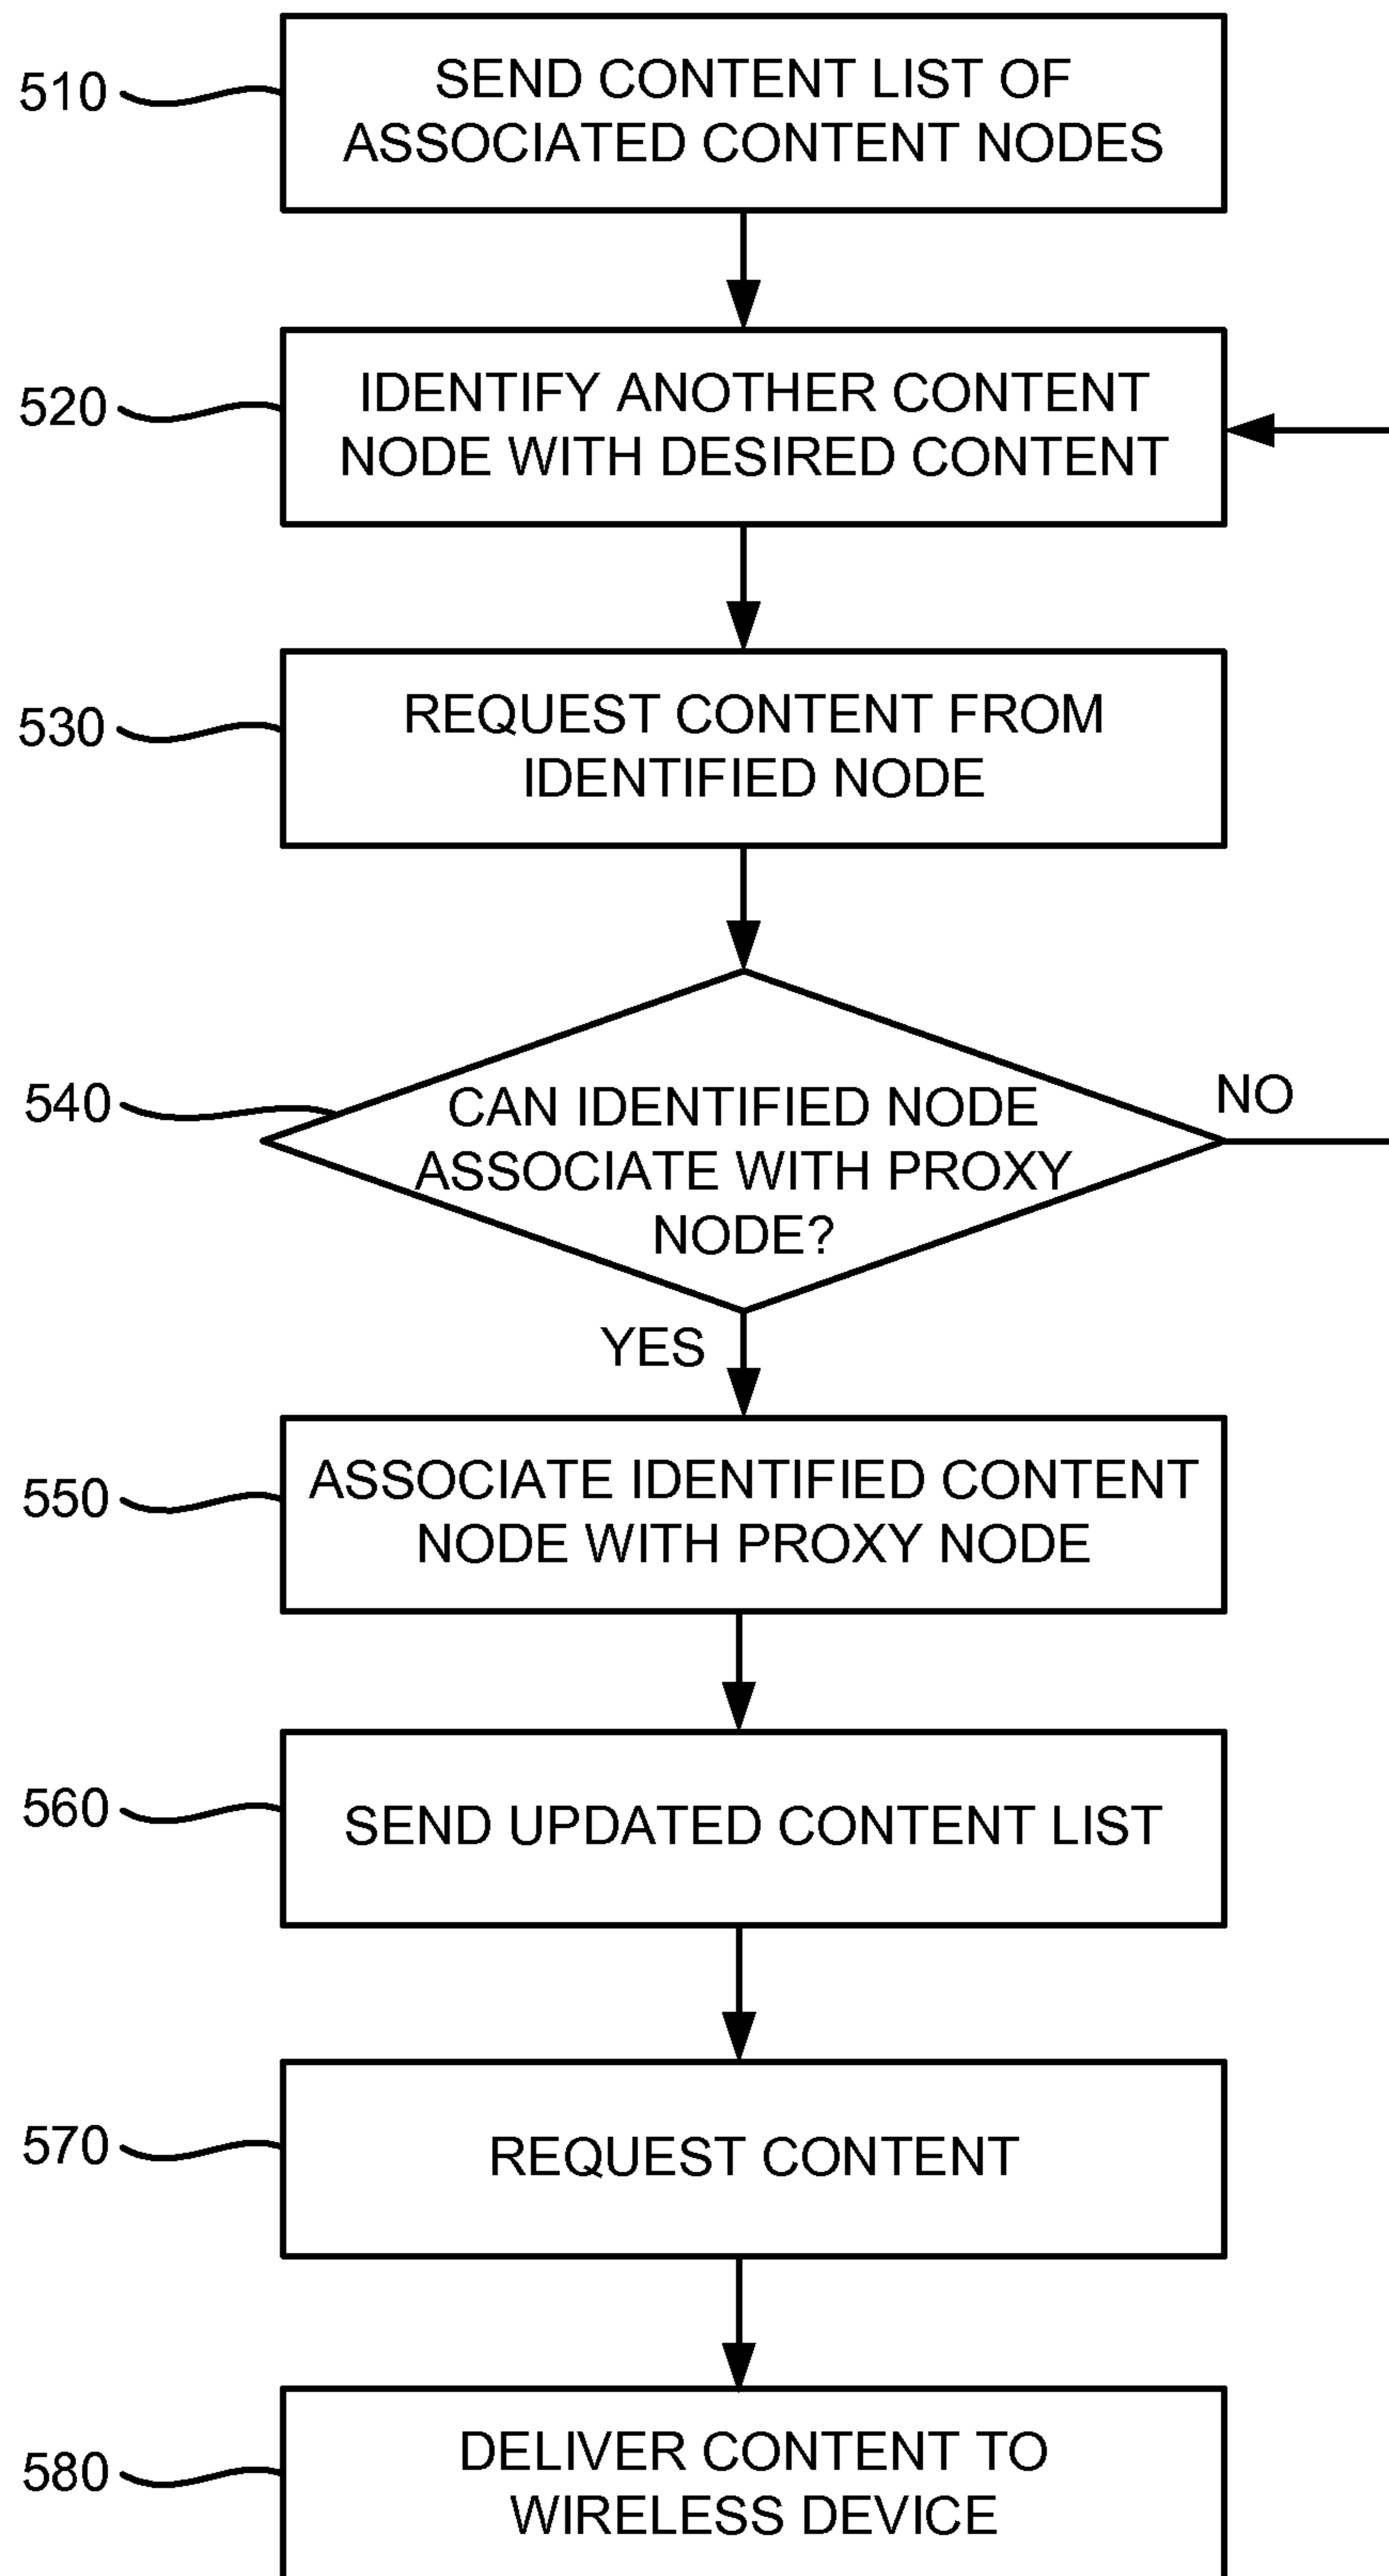 510
SEND CONTENT LIST OF
ASSOCIATED CONTENT NODES
520
IDENTIFY ANOTHER CONTENT
NODE WITH DESIRED CONTENT
530
REQUEST CONTENT FROM
IDENTIFIED NODE
540
CAN IDENTIFIED NODE
ASSOCIATE WITH PROXY
NODE?
NO
YES
550
ASSOCIATE IDENTIFIED CONTENT
NODE WITH PROXY NODE
560
SEND UPDATED CONTENT LIST
570
REQUEST CONTENT
580
DELIVER CONTENT TO
WIRELESS DEVICE